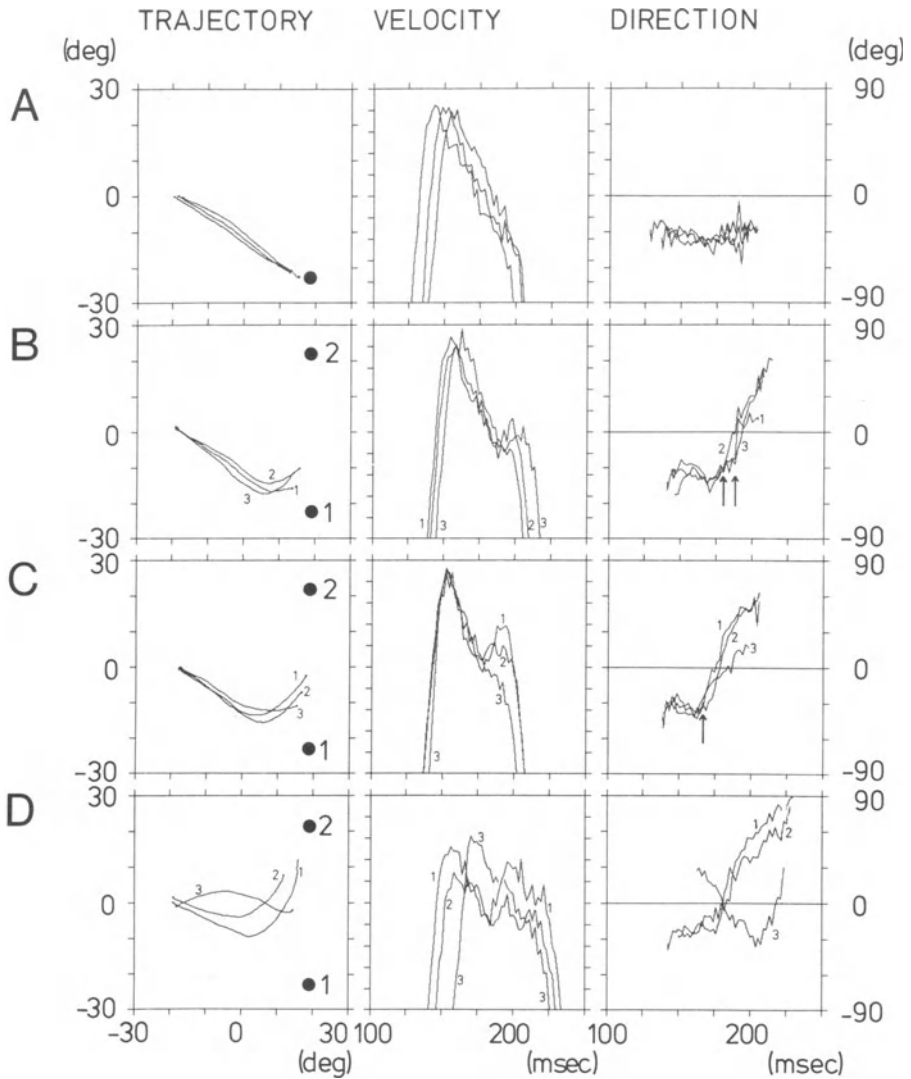 TRAJECTORY VELOCITY DIRECTION
(deg) (deg)
A 30 90
0 0
-30 -90
B 30 2 90
0 2 1 0
2 3
2 1
3
1 1 3 2 3
-30 -90
C 30 2 90
1 1
0 1 2 3 0
2 2
3 3
1
-30 3 -90
D 30 2 90
3 1
2
3 1
0 1 2 1 0
2 3
-30 1 3 3 -90
-30 0 30 100 200 100 200
(deg) (msec) (msec)